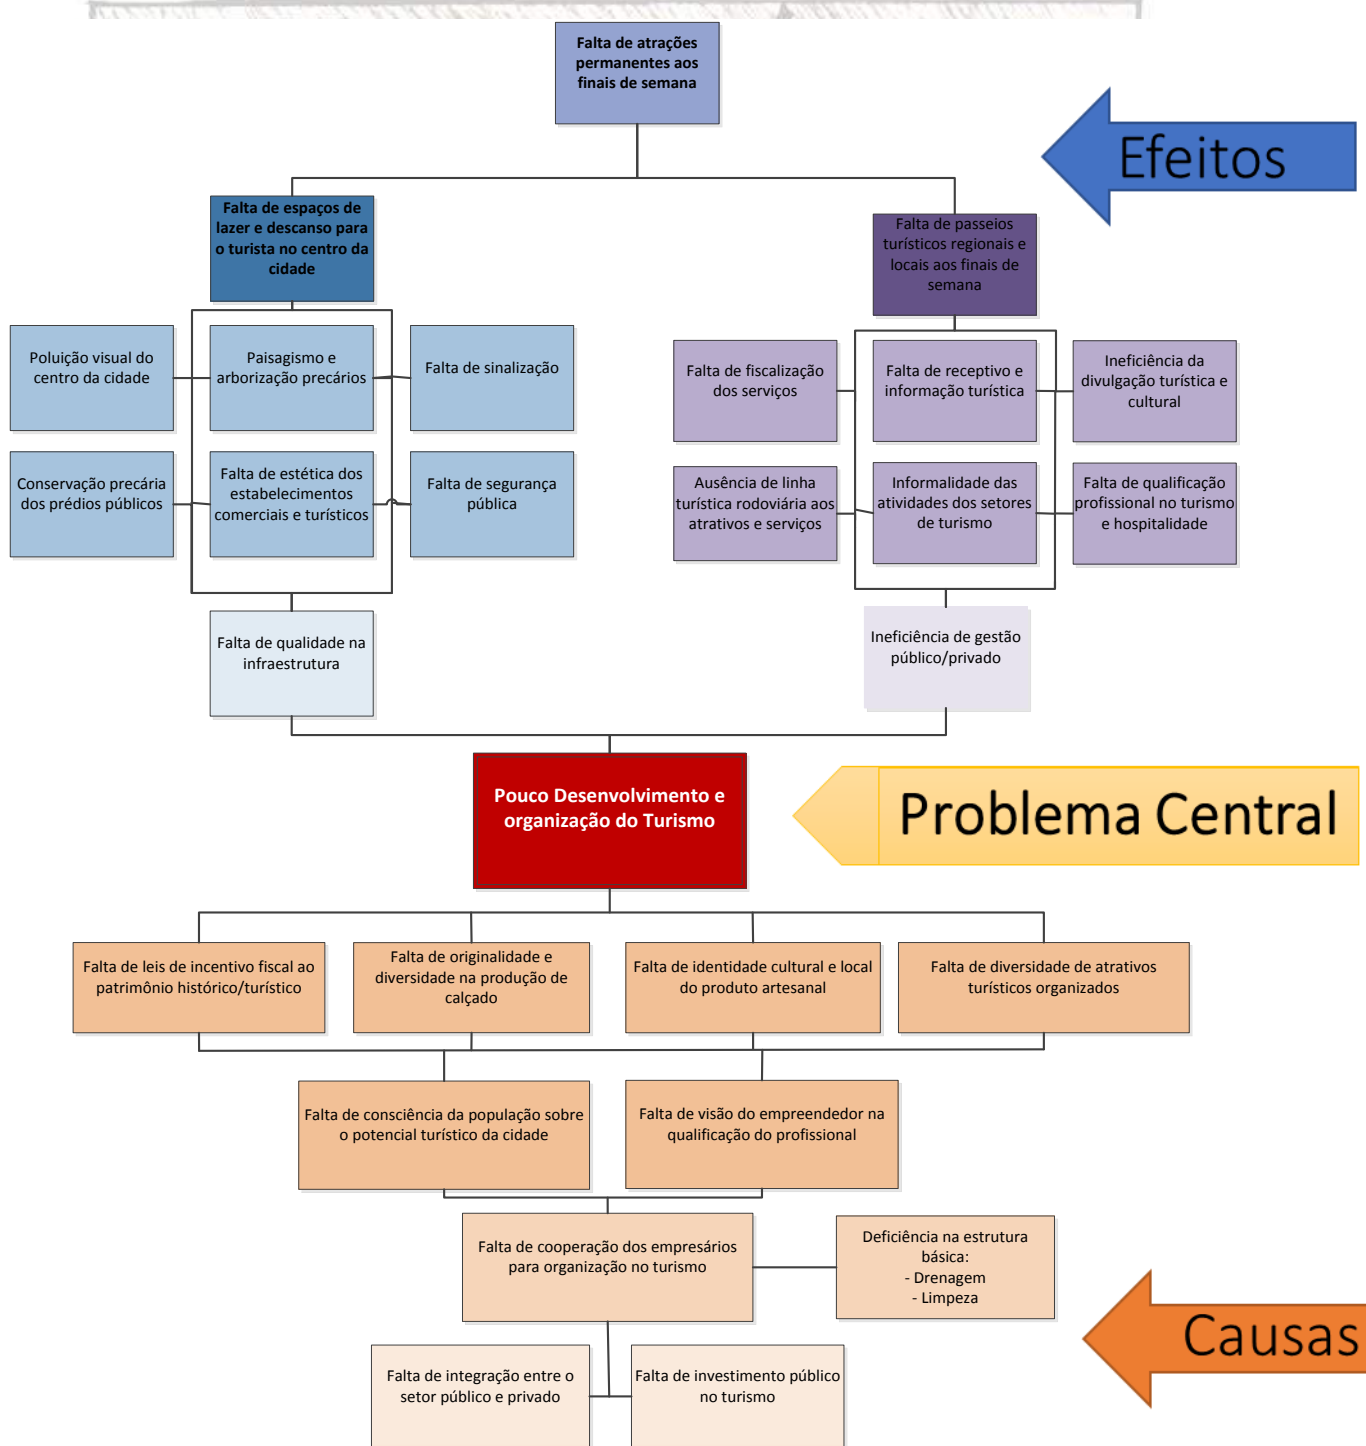 Falta de atrações
permanentes aos
finais de semana
Efeitos
Falta de espaços de
lazer e descanso para
o turista no centro da
cidade
Falta de passeios
turísticos regionais e
locais aos finais de
semana
Poluição visual do
centro da cidade
Paisagismo e
arborização precários
Falta de sinalização
Falta de fiscalização
dos serviços
Falta de receptivo e
informação turística
Ineficiência da
divulgação turística e
cultural
Conservação precária
dos prédios públicos
Falta de estética dos
estabelecimentos
comerciais e turísticos
Falta de segurança
pública
Ausência de linha
turística rodoviária aos
atrativos e serviços
Informalidade das
atividades dos setores
de turismo
Falta de qualificação
profissional no turismo
e hospitalidade
Falta de qualidade na
infraestrutura
Ineficiência de gestão
público/privado
Pouco Desenvolvimento e
organização do Turismo
Problema Central
Falta de leis de incentivo fiscal ao
patrimônio histórico/turístico
Falta de originalidade e
diversidade na produção de
calçado
Falta de identidade cultural e local
do produto artesanal
Falta de diversidade de atrativos
turísticos organizados
Falta de consciência da população sobre
o potencial turístico da cidade
Falta de visão do empreendedor na
qualificação do profissional
Falta de cooperação dos empresários
para organização no turismo
Deficiência na estrutura
básica:
- Drenagem
- Limpeza
Causas
Falta de integração entre o
setor público e privado
Falta de investimento público
no turismo